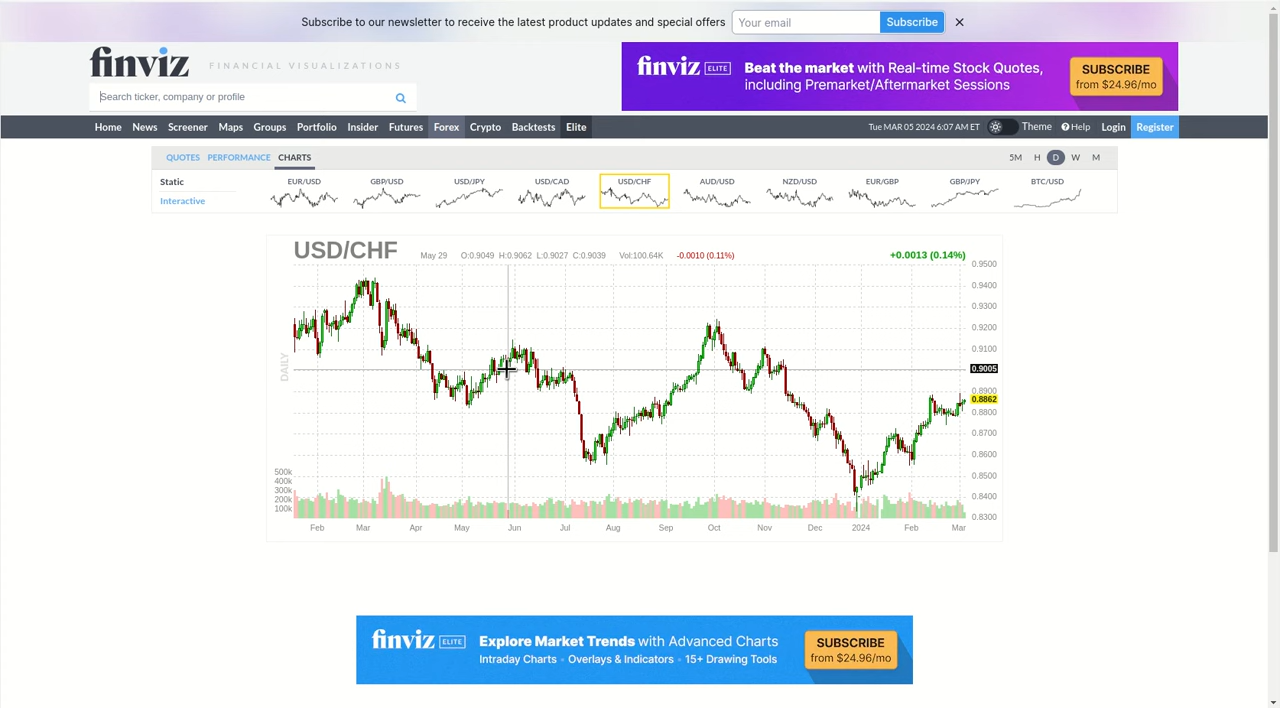 Subscribe to our newsletter to receive the latest product updates and special offers Your email Subscribe ×
finviz FINANCIAL VISUALIZATIONS
Search ticker, company or profile
finviz ELITE Beat the market with Real-time Stock Quotes,
including Premarket/Aftermarket Sessions
SUBSCRIBE
from $24.96/mo
Home News Screener Maps Groups Portfolio Insider Futures Forex Crypto Backtests Elite Tue MAR 05 2024 6:07 AM ET Theme Help Login Register
QUOTES PERFORMANCE CHARTS 5M H D W M
Static EUR/USD GBP/USD USD/JPY USD/CAD USD/CHF AUD/USD NZD/USD EUR/GBP GBP/JPY BTC/USD
Interactive
USD/CHF May 29 O:0.9049 H:0.9062 L:0.9027 C:0.9039 Vol:100.64K -0.0010 (0.11%) +0.0013 (0.14%)
0.9500
0.9400
0.9300
0.9200
0.9100
0.9005
0.8900
0.8862
0.8800
0.8700
0.8600
0.8500
0.8400
0.8300
DAILY
500k
400k
300k
200k
100k
Feb Mar Apr May Jun Jul Aug Sep Oct Nov Dec 2024 Feb Mar
finviz ELITE Explore Market Trends with Advanced Charts
Intraday Charts • Overlays & Indicators • 15+ Drawing Tools
SUBSCRIBE
from $24.96/mo